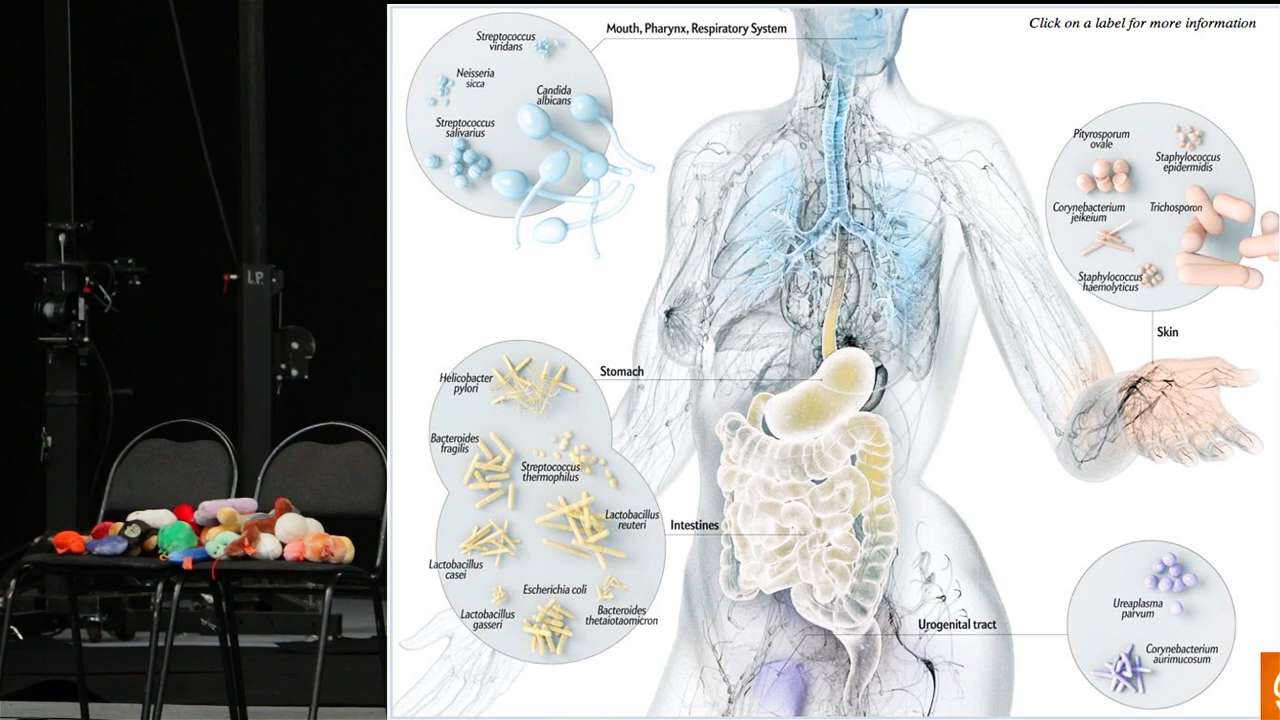 Click on a label for more information
Mouth, Pharynx, Respiratory System
Streptococcus
viridans
Neisseria
sicca
Candida
albicans
Streptococcus
salivarius
Pityrosporum
ovale
Staphylococcus
epidermidis
Corynebacterium
jeikeium
Trichosporon
Staphylococcus
haemolyticus
Skin
I.P.
Stomach
Helicobacter
pylori
Bacteroides
fragilis
Streptococcus
thermophilus
Lactobacillus
reuteri
Intestines
Lactobacillus
casei
Escherichia coli
Lactobacillus
gasseri
Bacteroides
thetaiotaomicron
Urogenital tract
Ureaplasma
parvum
Corynebacterium
aurimucosum